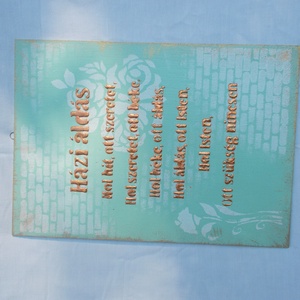 Házi áldás
Hol hit, ott szeretet,
Hol szeretet, ott béke,
Hol béke, ott áldás,
Hol áldás, ott Isten,
Hol Isten,
Ott szükség nincsen